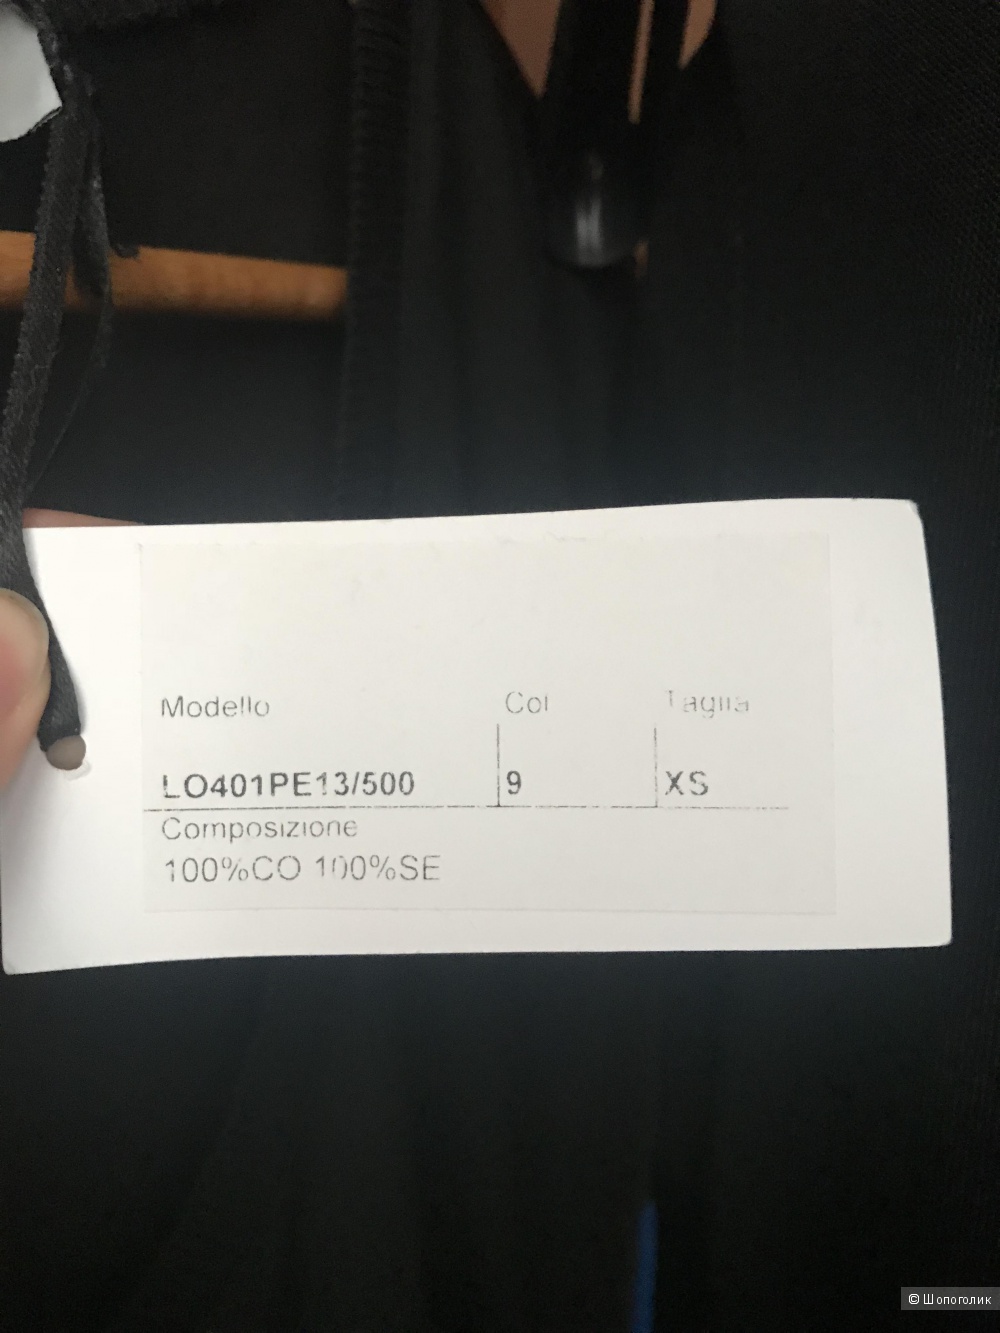 Modello Col Taglia
LO401PE13/500 9 XS
Composizione
100%CO 100%SE
© Шопоголик